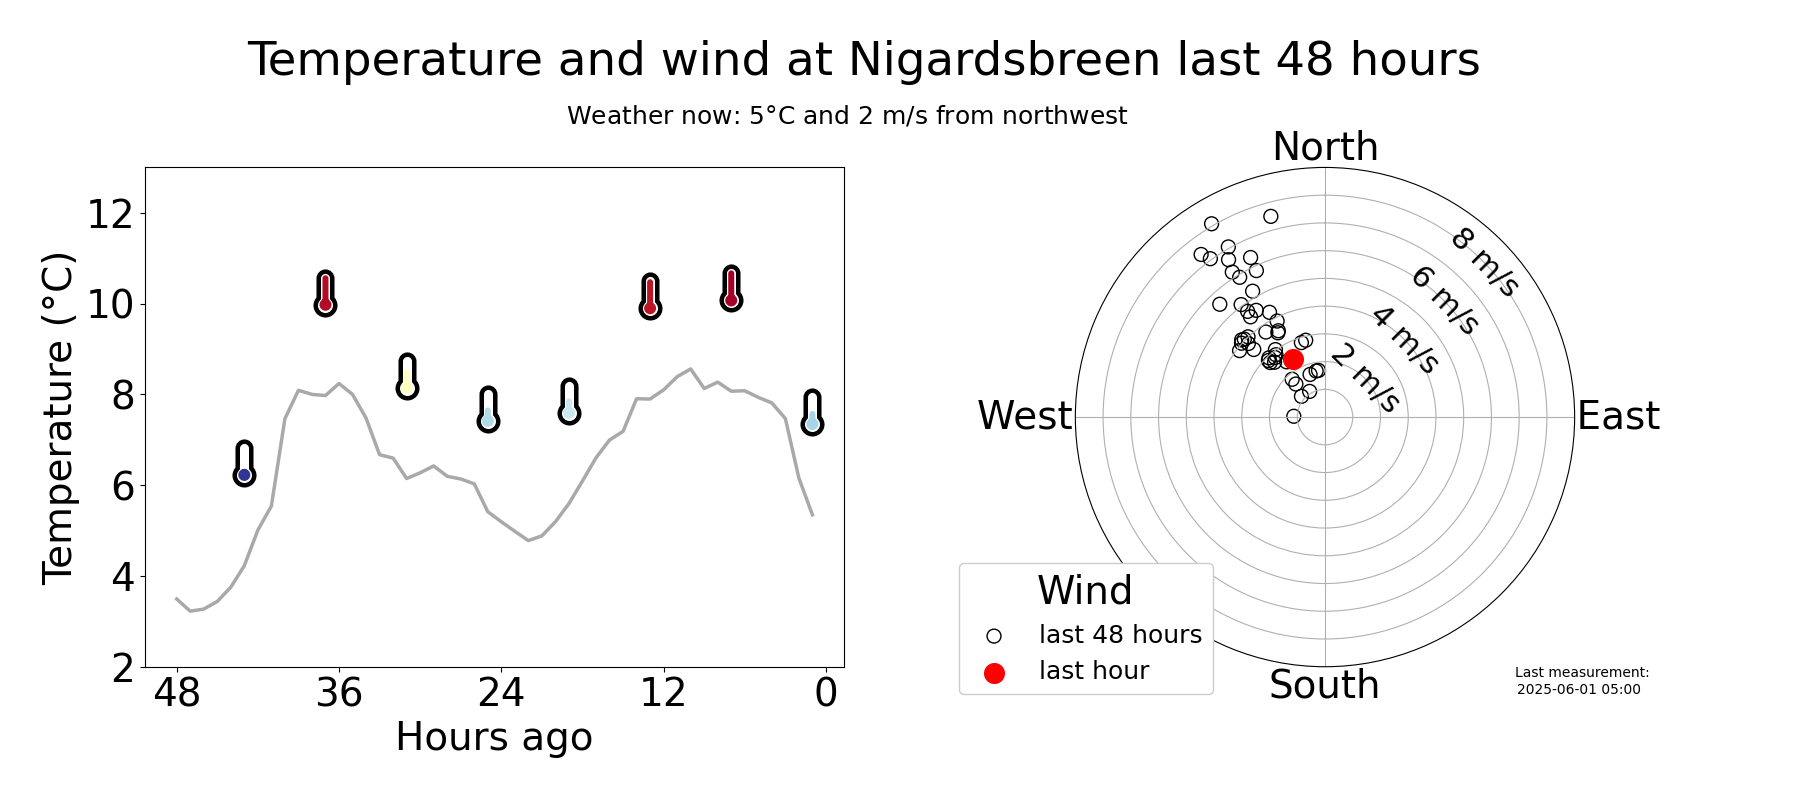 Temperature and wind at Nigardsbreen last 48 hours
Weather now: 5°C and 2 m/s from northwest
Temperature (°C)
12
10
8
6
4
2
48 36 24 12 0
Hours ago
North
West
East
South
8 m/s
6 m/s
4 m/s
2 m/s
Wind
last 48 hours
last hour
Last measurement:
2025-06-01 05:00